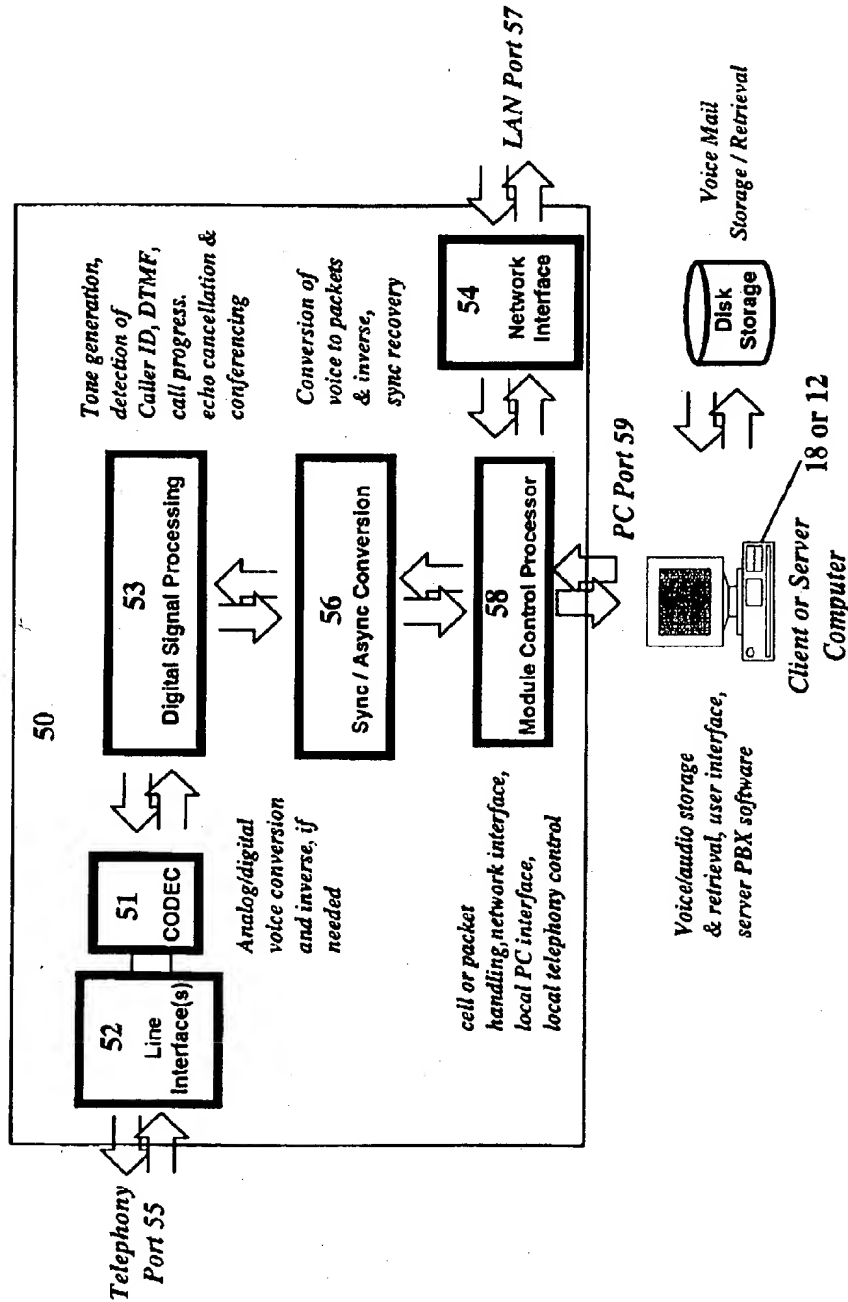 50
Telephony
Port 55
52
Line
Interface(s)
51
CODEC
Analog/digital
voice conversion
and inverse, if
needed
53
Digital Signal Processing
Tone generation,
detection of
Caller ID, DTMF,
call progress.
echo cancellation &
conferencing
56
Sync / Async Conversion
Conversion of
voice to packets
& inverse,
sync recovery
cell or packet
handling, network interface,
local PC interface,
local telephony control
58
Module Control Processor
54
Network
Interface
LAN Port 57
PC Port 59
Voice/audio storage
& retrieval, user interface,
server PBX software
Client or Server
Computer
18 or 12
Disk
Storage
Voice Mail
Storage / Retrieval